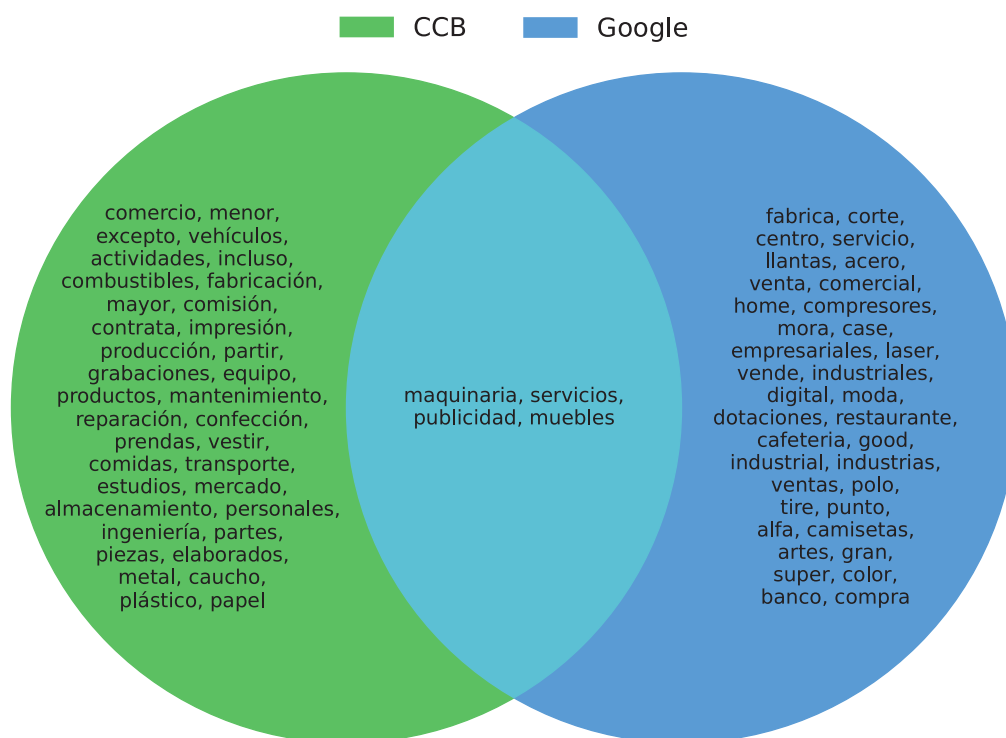 CCB
Google
comercio, menor,
excepto, vehículos,
actividades, incluso,
combustibles, fabricación,
mayor, comisión,
contrata, impresión,
producción, partir,
grabaciones, equipo,
productos, mantenimiento,
reparación, confección,
prendas, vestir,
comidas, transporte,
estudios, mercado,
almacenamiento, personales,
ingeniería, partes,
piezas, elaborados,
metal, caucho,
plástico, papel
maquinaria, servicios,
publicidad, muebles
fabrica, corte,
centro, servicio,
llantas, acero,
venta, comercial,
home, compresores,
mora, case,
empresariales, laser,
vende, industriales,
digital, moda,
dotaciones, restaurante,
cafeteria, good,
industrial, industrias,
ventas, polo,
tire, punto,
alfa, camisetas,
artes, gran,
super, color,
banco, compra